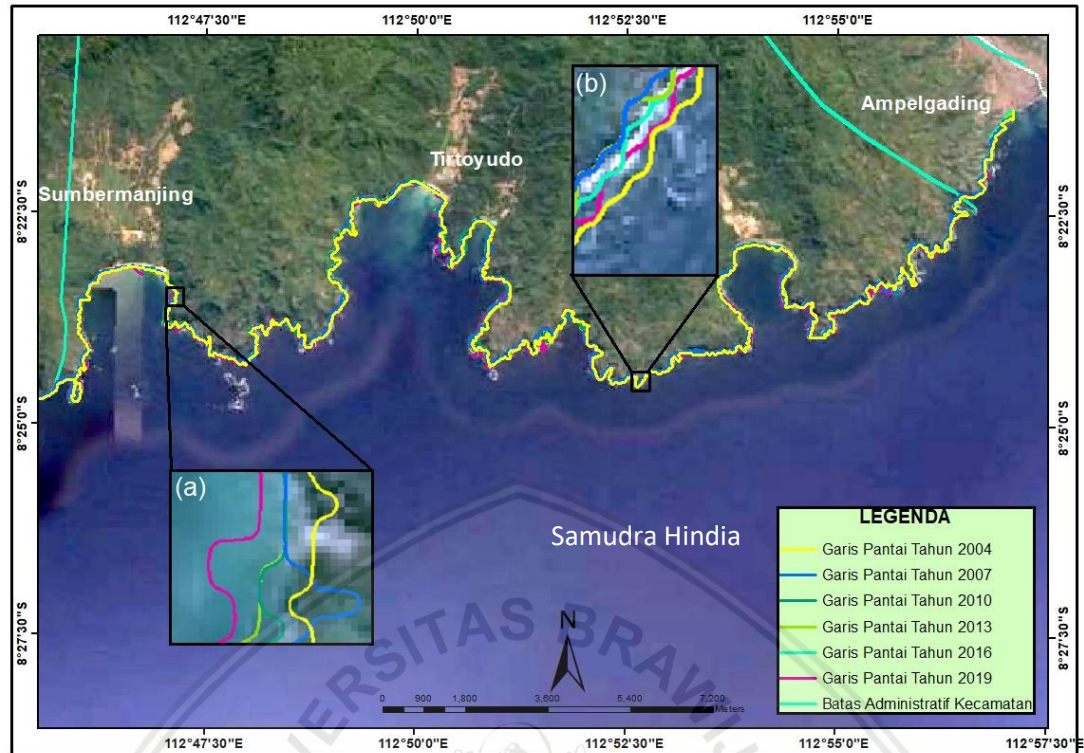 112°47'30"E 112°50'0"E 112°52'30"E 112°55'0"E
(b)
Ampelgading
Tirtoyudo
Sumbermanjing
8°22'30"S 8°22'30"S
8°25'0"S 8°25'0"S
(a)
Samudra Hindia
LEGENDA
Garis Pantai Tahun 2004
Garis Pantai Tahun 2007
Garis Pantai Tahun 2010
Garis Pantai Tahun 2013
Garis Pantai Tahun 2016
Garis Pantai Tahun 2019
Batas Administratif Kecamatan
8°27'30"S 8°27'30"S
N
0 900 1,800 3,600 5,400 7,200
Meters
112°47'30"E 112°50'0"E 112°52'30"E 112°55'0"E 112°57'30"E
ERSITAS BRAWIJ